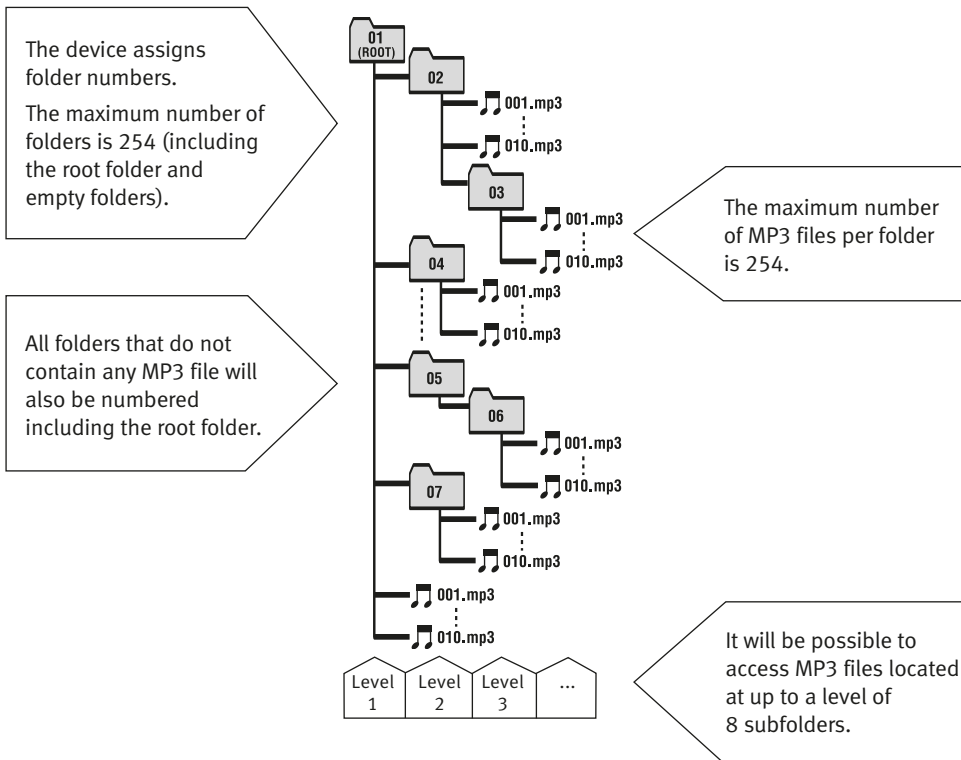 The device assigns
folder numbers.
The maximum number of
folders is 254 (including
the root folder and
empty folders).
All folders that do not
contain any MP3 file will
also be numbered
including the root folder.
01
(ROOT)
02
001.mp3
010.mp3
03
001.mp3
010.mp3
04
001.mp3
010.mp3
05
06
001.mp3
010.mp3
07
001.mp3
010.mp3
001.mp3
010.mp3
Level
1
Level
2
Level
3
...
The maximum number
of MP3 files per folder
is 254.
It will be possible to
access MP3 files located
at up to a level of
8 subfolders.